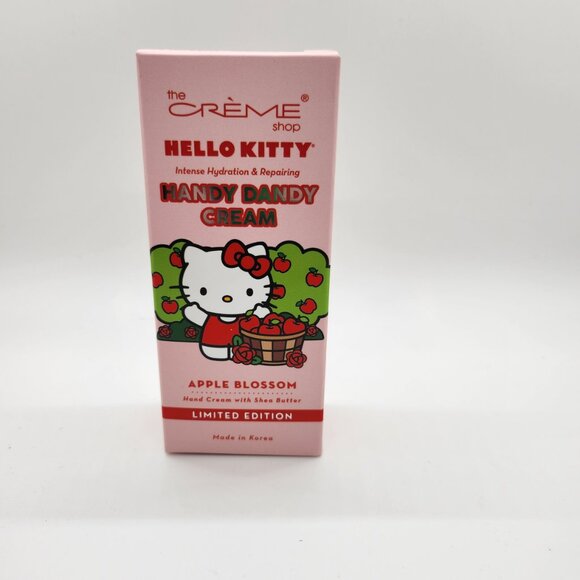 the
CRÈME®
shop
HELLO KITTY®
Intense Hydration & Repairing
HANDY DANDY
CREAM
APPLE BLOSSOM
Hand Cream with Shea Butter
LIMITED EDITION
Made in Korea